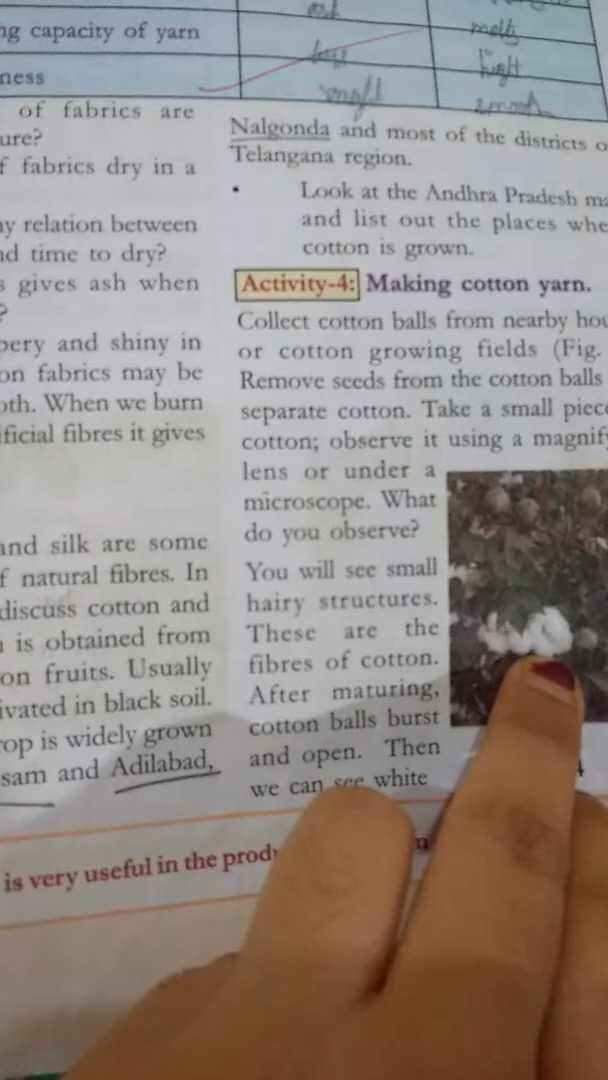 ng capacity of yarn
melty
ness
hight
of fabrics are
ure?
f fabrics dry in a
ny relation between
nd time to dry?
s gives ash when
?
pery and shiny in
on fabrics may be
oth. When we burn
ificial fibres it gives
and silk are some
f natural fibres. In
discuss cotton and
n is obtained from
on fruits. Usually
ivated in black soil.
rop is widely grown
sam and Adilabad,
Nalgonda and most of the districts o
Telangana region.
• Look at the Andhra Pradesh ma
and list out the places whe
cotton is grown.
Activity-4: Making cotton yarn.
Collect cotton balls from nearby hou
or cotton growing fields (Fig.
Remove seeds from the cotton balls
separate cotton. Take a small piece
cotton; observe it using a magnify
lens or under a
microscope. What
do you observe?
You will see small
hairy structures.
These are the
fibres of cotton.
After maturing,
cotton balls burst
and open. Then
we can see white
4
is very useful in the produ